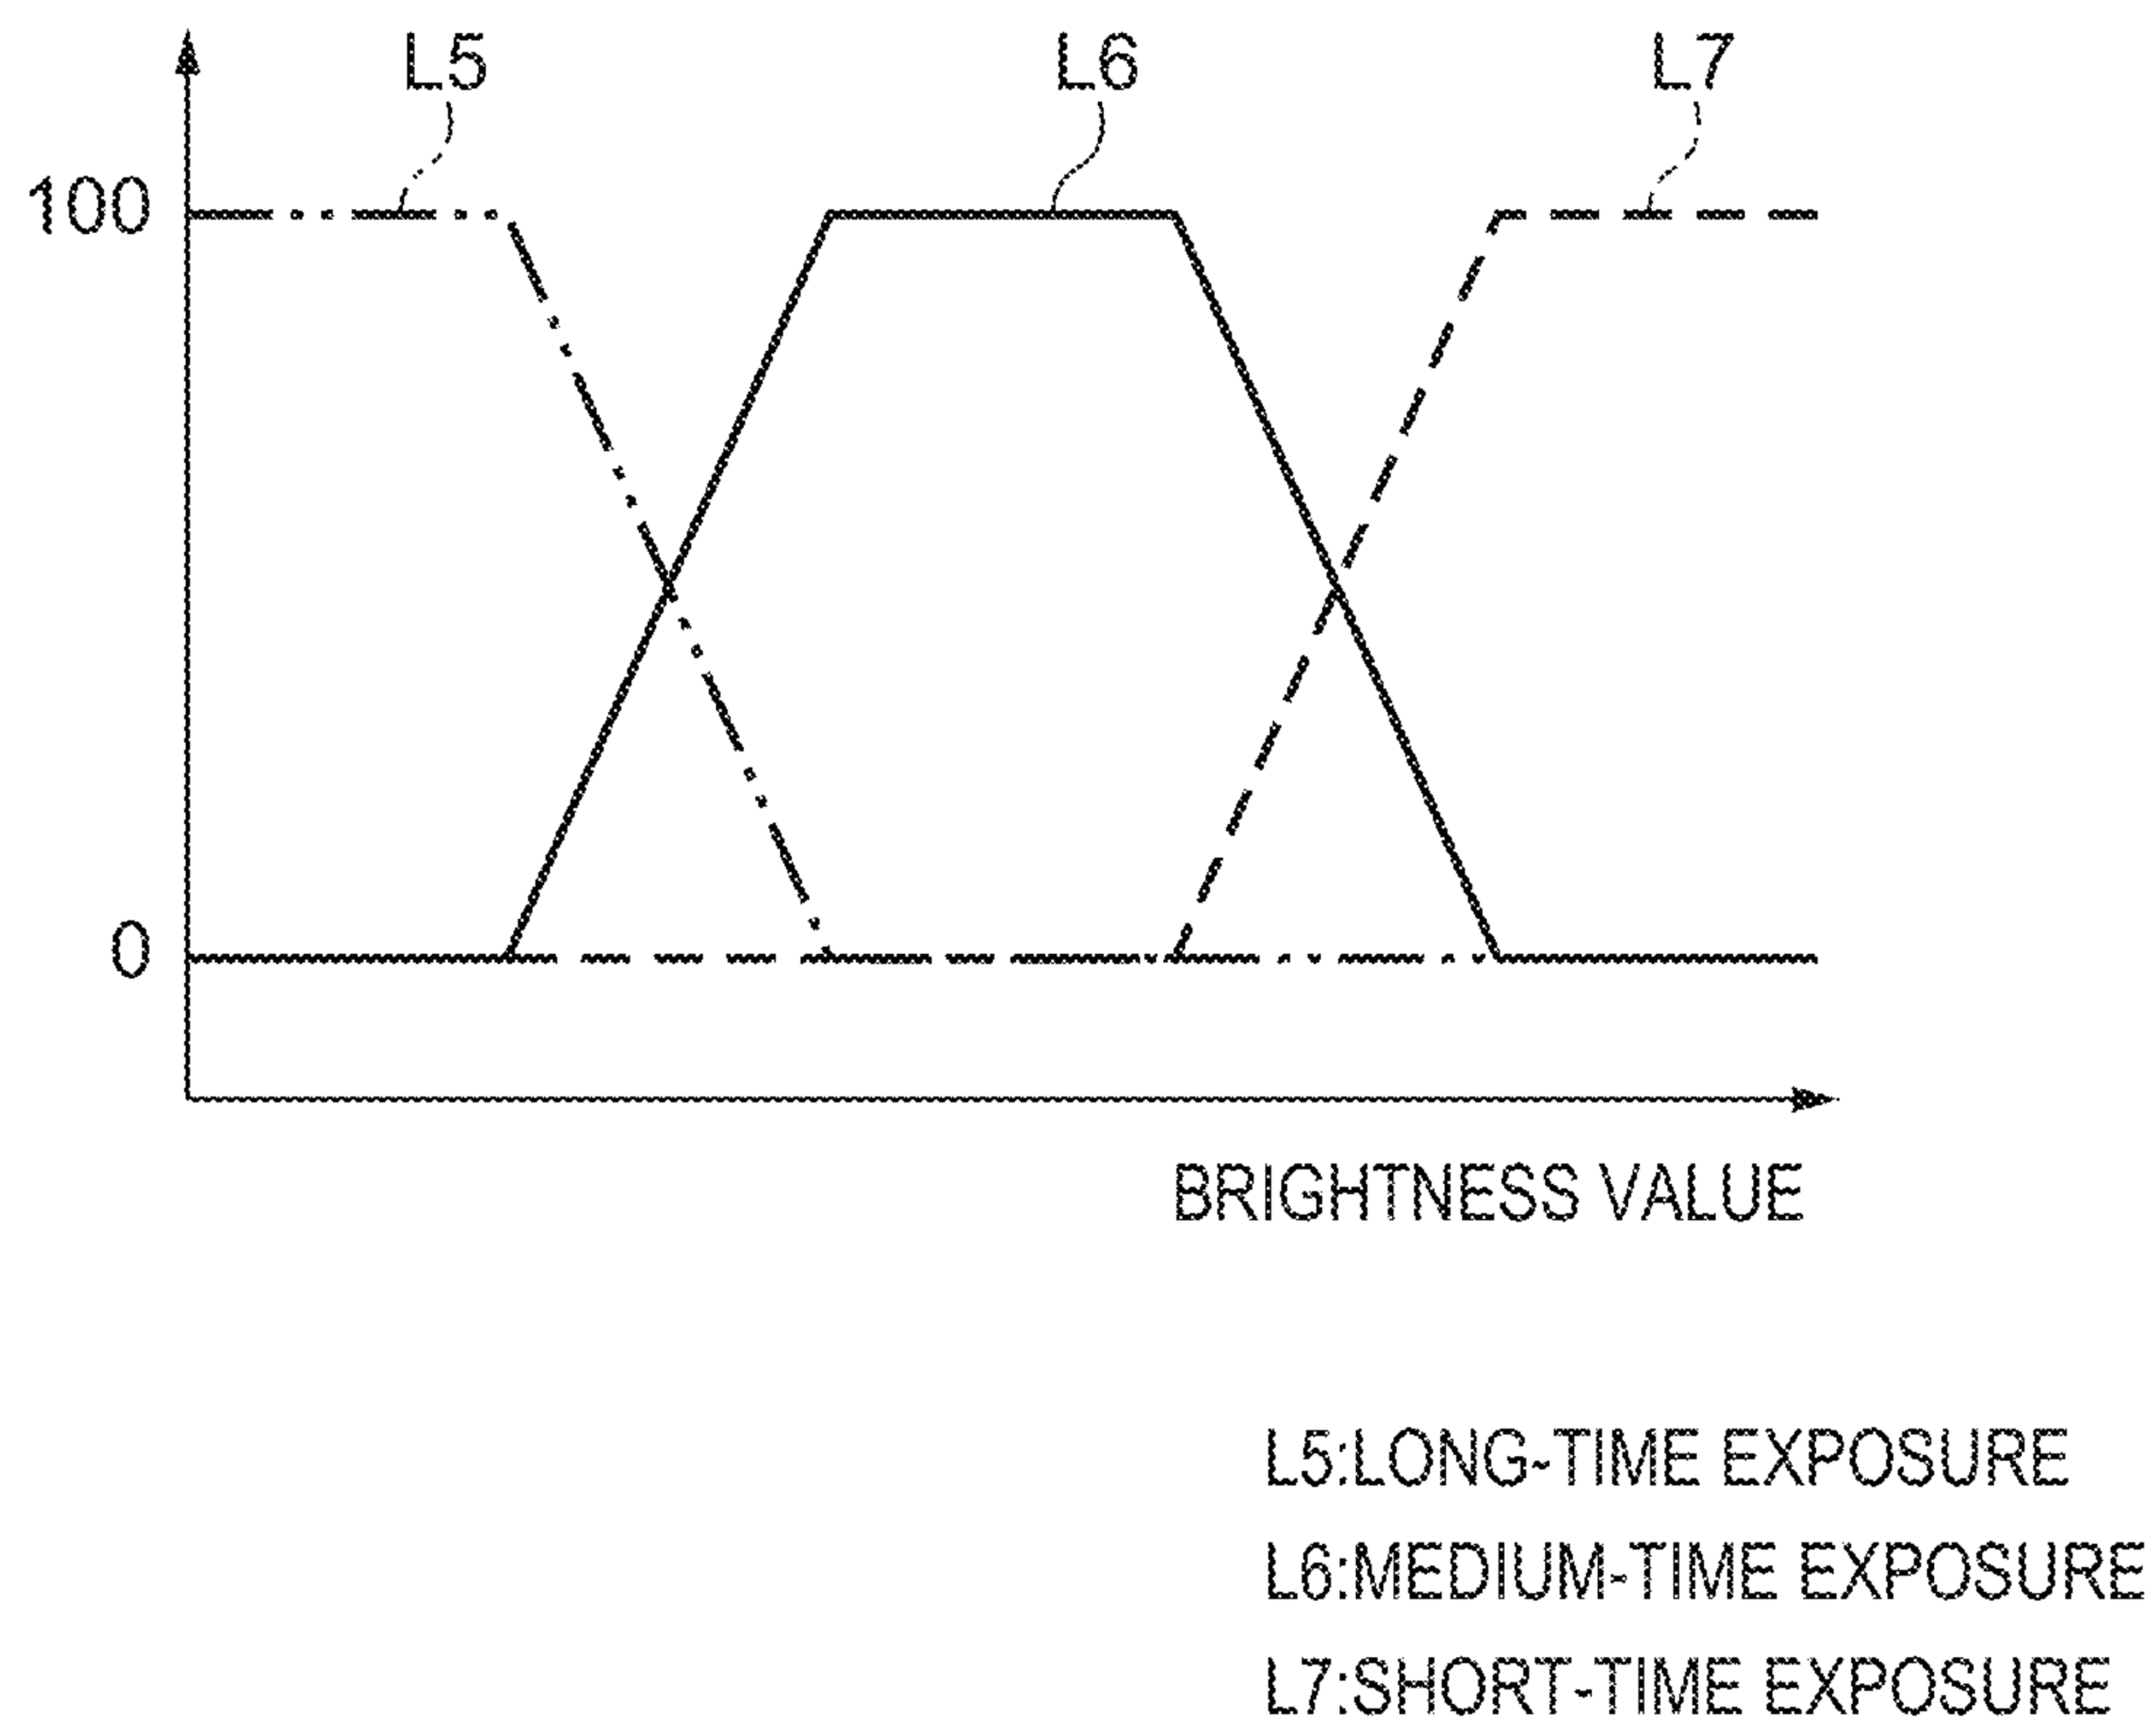 L5 L6 L7
100
0
BRIGHTNESS VALUE
L5:LONG-TIME EXPOSURE
L6:MEDIUM-TIME EXPOSURE
L7:SHORT-TIME EXPOSURE